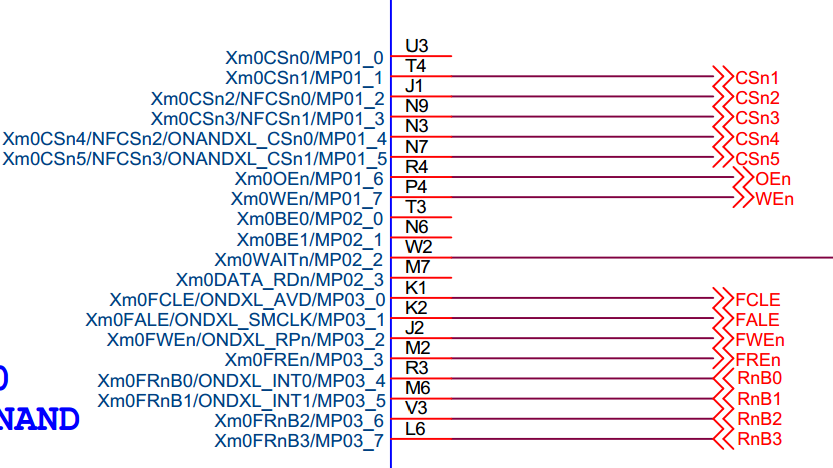 U3
Xm0CSn0/MP01_0
T4
Xm0CSn1/MP01_1 CSn1
J1
Xm0CSn2/NFCSn0/MP01_2 CSn2
N9
Xm0CSn3/NFCSn1/MP01_3 CSn3
N3
Xm0CSn4/NFCSn2/ONANDXL_CSn0/MP01_4 CSn4
N7
Xm0CSn5/NFCSn3/ONANDXL_CSn1/MP01_5 CSn5
R4
Xm0OEn/MP01_6 OEn
P4
Xm0WEn/MP01_7 WEn
T3
Xm0BE0/MP02_0
N6
Xm0BE1/MP02_1
W2
Xm0WAITn/MP02_2
M7
Xm0DATA_RDn/MP02_3
K1
Xm0FCLE/ONDXL_AVD/MP03_0 FCLE
K2
Xm0FALE/ONDXL_SMCLK/MP03_1 FALE
J2
Xm0FWEn/ONDXL_RPn/MP03_2 FWEn
M2
Xm0FREn/MP03_3 FREn
R3
Xm0FRnB0/ONDXL_INT0/MP03_4 RnB0
M6
Xm0FRnB1/ONDXL_INT1/MP03_5 RnB1
V3
Xm0FRnB2/MP03_6 RnB2
L6
Xm0FRnB3/MP03_7 RnB3
NAND